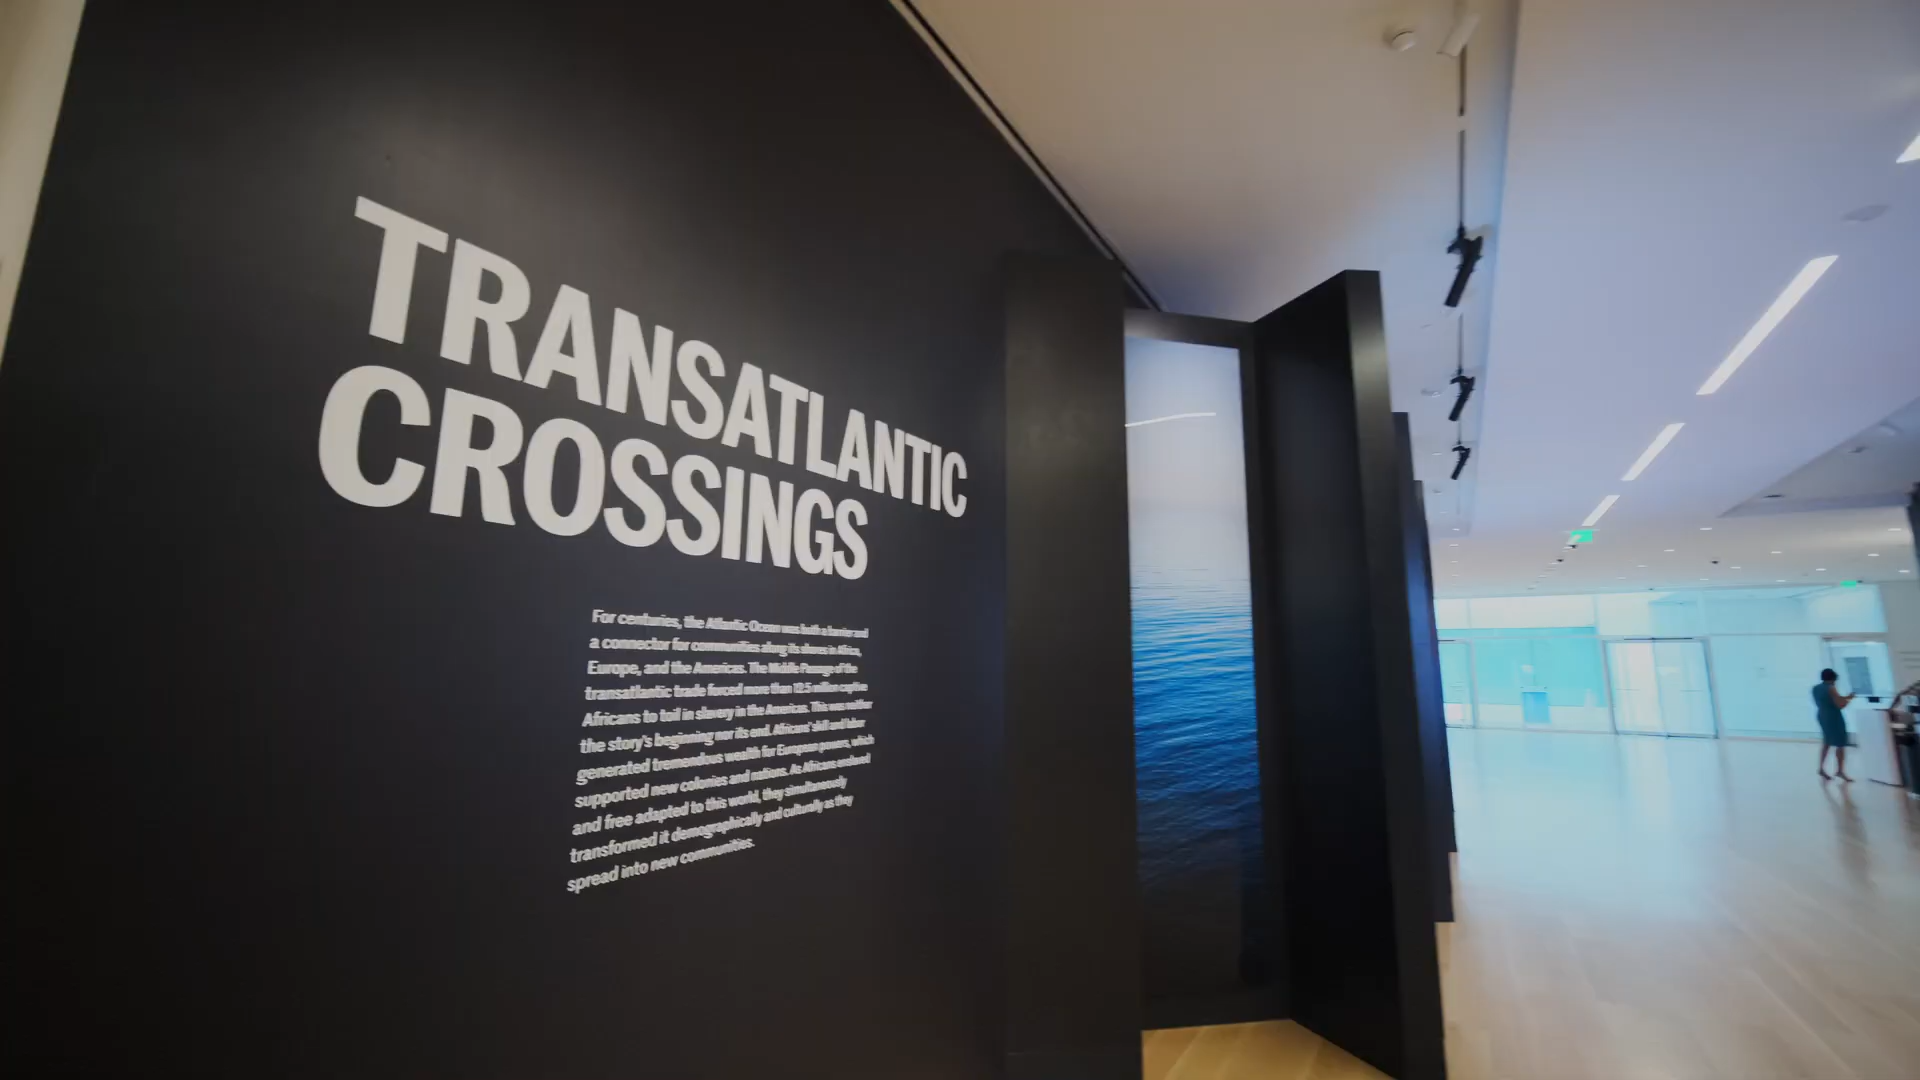 TRANSATLANTIC
CROSSINGS
For centuries, the Atlantic Ocean was both a barrier and
a connector for communities along its shores in Africa,
Europe, and the Americas. The Middle Passage of the
transatlantic trade forced more than 12.5 million captive
Africans to toil in slavery in the Americas. This was neither
the story's beginning nor its end. Africans' skill and labor
generated tremendous wealth for European powers, which
supported new colonies and nations. As Africans enslaved
and free adapted to this world, they simultaneously
transformed it demographically and culturally as they
spread into new communities.